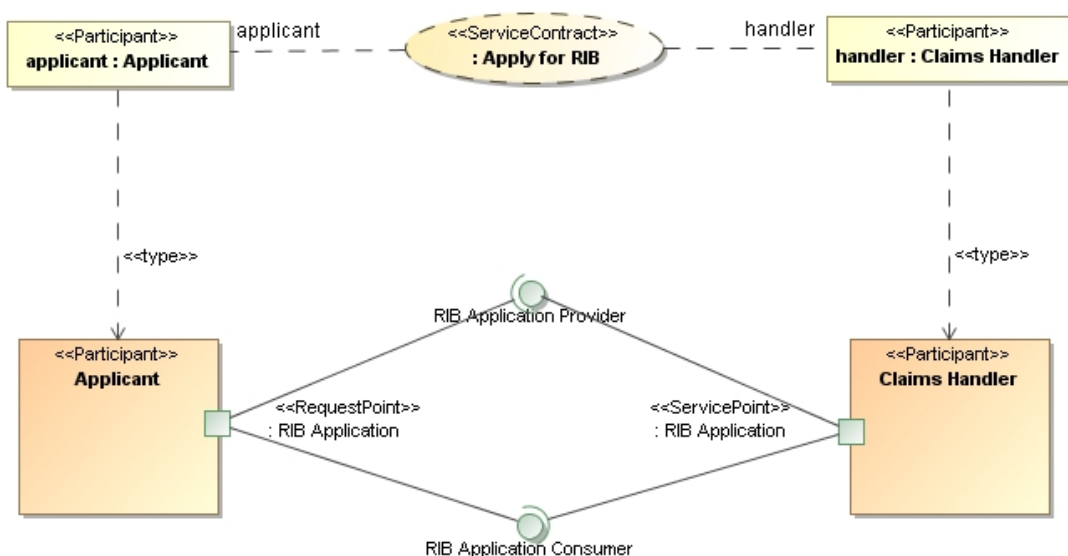 <<Participant>>
applicant : Applicant
applicant
<<ServiceContract>>
: Apply for RIB
handler
<<Participant>>
handler : Claims Handler
<<type>>
<<type>>
RIB Application Provider
<<Participant>>
Applicant
<<Participant>>
Claims Handler
<<RequestPoint>>
: RIB Application
<<ServicePoint>>
: RIB Application
RIB Application Consumer